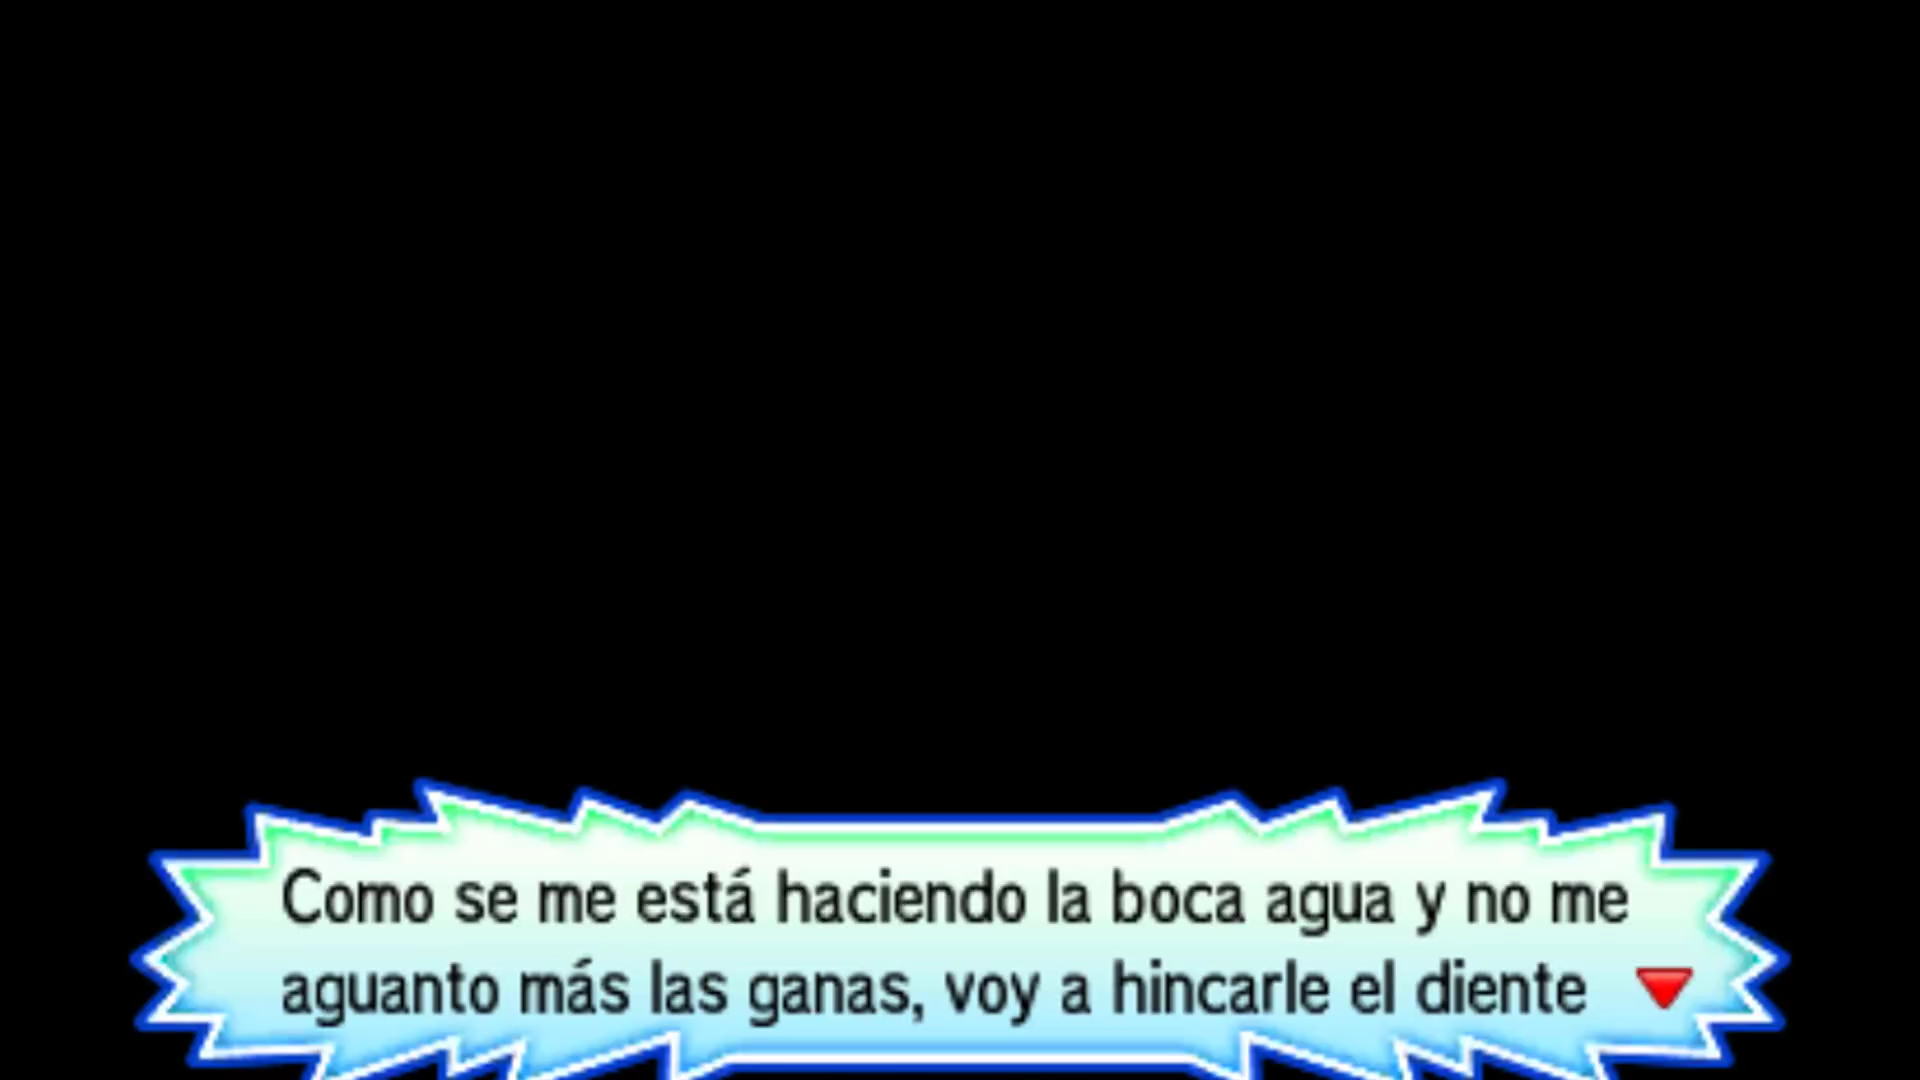 Como se me está haciendo la boca agua y no me
aguanto más las ganas, voy a hincarle el diente